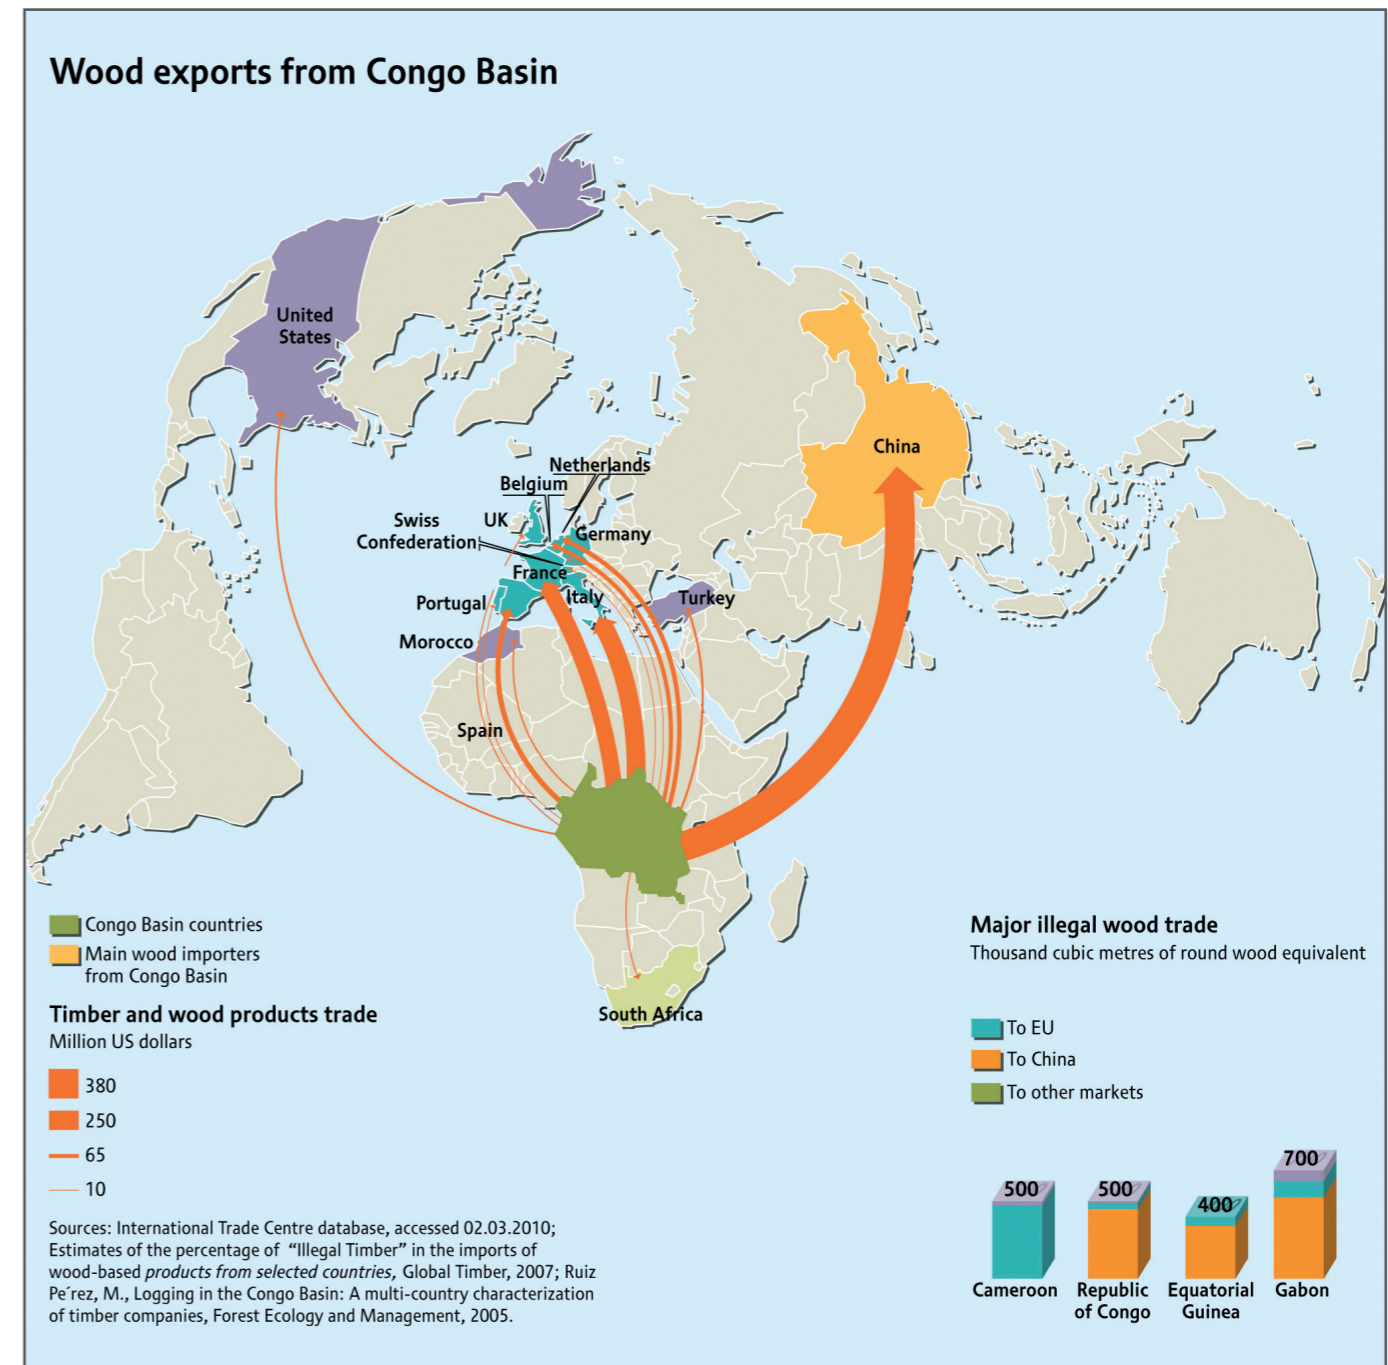 Wood exports from Congo Basin
United
States
China
Netherlands
Belgium
UK
Swiss
Confederation
Germany
France
Portugal
Italy
Turkey
Morocco
Spain
South Africa
Congo Basin countries
Main wood importers
from Congo Basin
Timber and wood products trade
Million US dollars
380
250
65
10
Sources: International Trade Centre database, accessed 02.03.2010;
Estimates of the percentage of “Illegal Timber” in the imports of
wood-based products from selected countries, Global Timber, 2007; Ruiz
Pe´rez, M., Logging in the Congo Basin: A multi-country characterization
of timber companies, Forest Ecology and Management, 2005.
Major illegal wood trade
Thousand cubic metres of round wood equivalent
To EU
To China
To other markets
500
500
400
700
Cameroon
Republic
of Congo
Equatorial
Guinea
Gabon